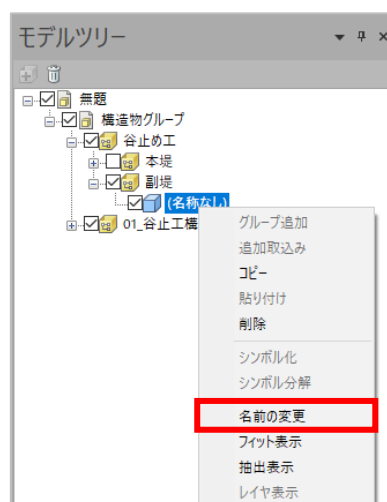 モデルツリー
無題
構造物グループ
谷止め工
本堤
副堤
(名称なし)
01_谷止工構
グループ追加
追加取込み
コピー
貼り付け
削除
シンボル化
シンボル分解
名前の変更
フィット表示
抽出表示
レイヤ表示